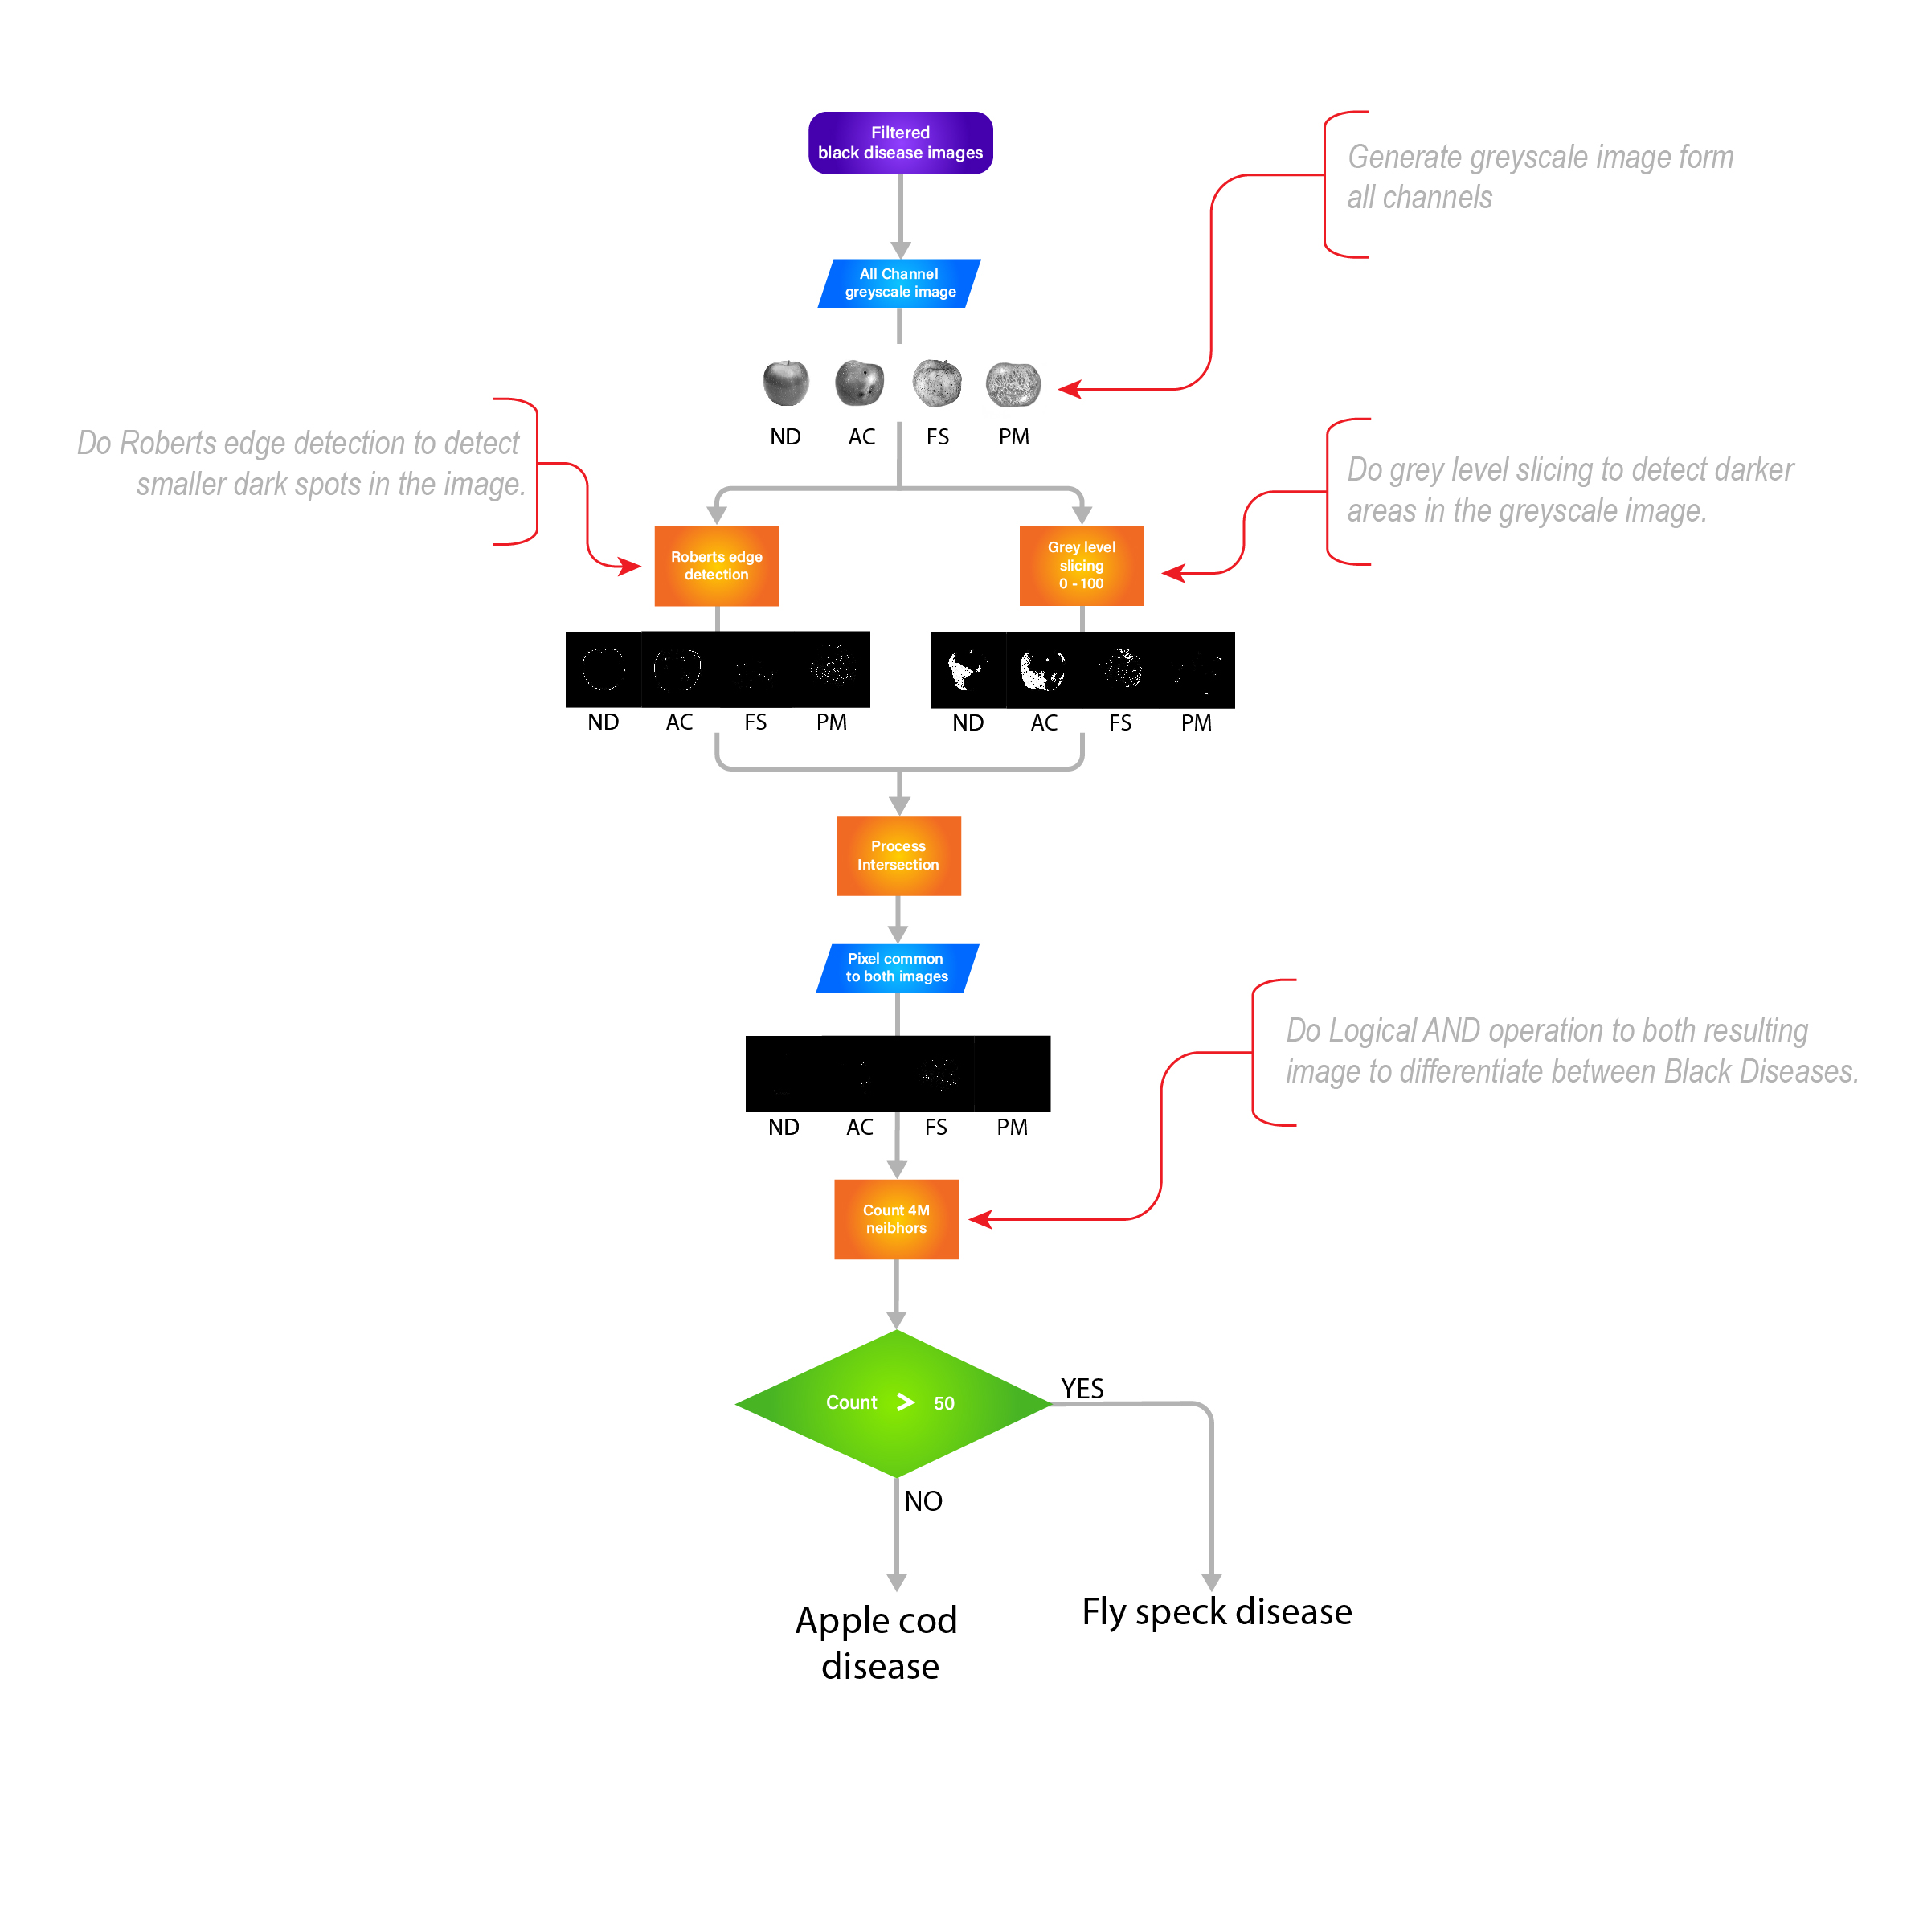 Filtered
black disease images
Generate greyscale image form
all channels
All Channel
greyscale image
ND AC FS PM
Do Roberts edge detection to detect
smaller dark spots in the image.
Do grey level slicing to detect darker
areas in the greyscale image.
Roberts edge
detection
Grey level
slicing
0 - 100
ND AC FS PM
ND AC FS PM
Process
Intersection
Pixel common
to both images
Do Logical AND operation to both resulting
image to differentiate between Black Diseases.
ND AC FS PM
Count 4M
neibhors
Count > 50
YES
NO
Apple cod
disease
Fly speck disease